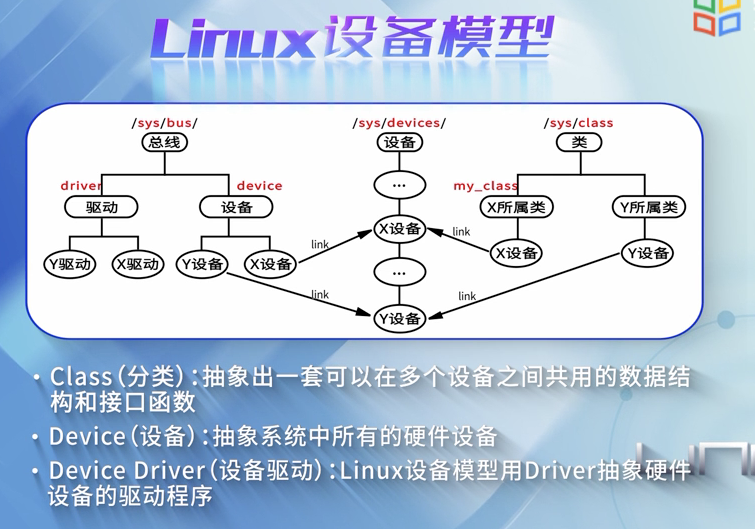 Linux设备模型
/sys/bus/
/sys/devices/
/sys/class
总线
设备
类
driver
device
...
my_class
驱动
设备
X所属类
Y所属类
X设备
link
link
Y驱动
X驱动
Y设备
X设备
X设备
Y设备
...
link
link
Y设备
• Class(分类):抽象出一套可以在多个设备之间共用的数据结
构和接口函数
• Device(设备):抽象系统中所有的硬件设备
• Device Driver(设备驱动):Linux设备模型用Driver抽象硬件
设备的驱动程序